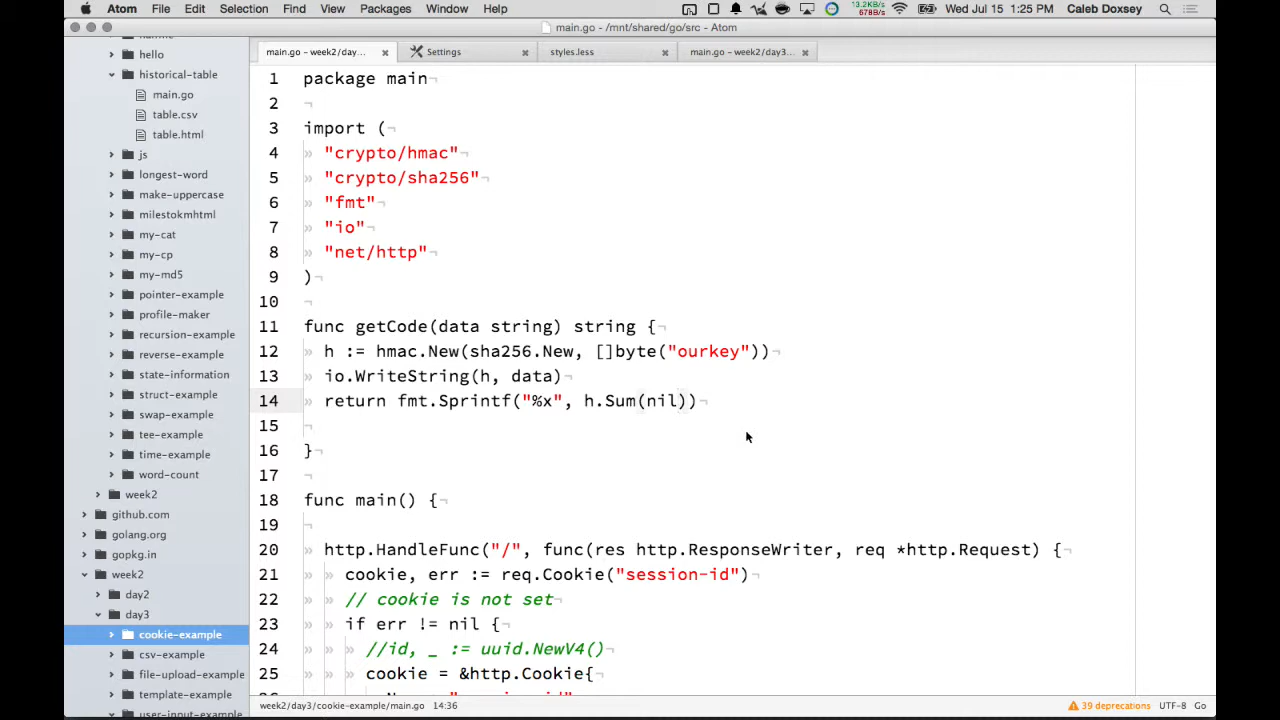 Atom File Edit Selection Find View Packages Window Help 13.2KB/s 678B/s Wed Jul 15 1:25 PM Caleb Doxsey
main.go - /mnt/shared/go/src - Atom
main.go - week2/day... Settings styles.less main.go - week2/day3...
hello
historical-table
main.go
table.csv
table.html
js
longest-word
make-uppercase
milestokmhtml
my-cat
my-cp
my-md5
pointer-example
profile-maker
recursion-example
reverse-example
state-information
struct-example
swap-example
tee-example
time-example
word-count
week2
github.com
golang.org
gopkg.in
week2
day2
day3
cookie-example
csv-example
file-upload-example
template-example
user-input-example
1 package main¬
2 ¬
3 import (¬
4 » "crypto/hmac"¬
5 » "crypto/sha256"¬
6 » "fmt"¬
7 » "io"¬
8 » "net/http"¬
9 )¬
10 ¬
11 func getCode(data string) string {¬
12 » h := hmac.New(sha256.New, []byte("ourkey"))¬
13 » io.WriteString(h, data)¬
14 » return fmt.Sprintf("%x", h.Sum(nil))¬
15 ¬
16 }¬
17 ¬
18 func main() {¬
19 ¬
20 » http.HandleFunc("/", func(res http.ResponseWriter, req *http.Request) {¬
21 » » cookie, err := req.Cookie("session-id")¬
22 » » // cookie is not set¬
23 » » if err != nil {¬
24 » » » //id, _ := uuid.NewV4()¬
25 » » » cookie = &http.Cookie{¬
week2/day3/cookie-example/main.go 14:36 39 deprecations UTF-8 Go